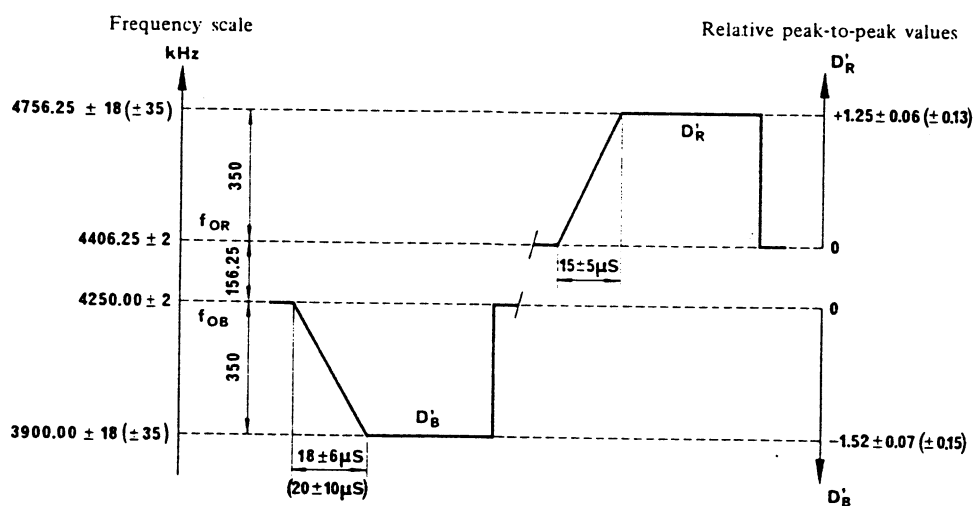 Frequency scale
kHz
Relative peak-to-peak values
D'R
4756.25 ± 18 (±35)
+1.25 ± 0.06 (± 0.13)
D'R
350
fOR
4406.25 ± 2
0
15±5μS
156.25
4250.00 ± 2
0
fOB
350
D'B
3900.00 ± 18 (±35)
-1.52 ± 0.07 (± 0.15)
18±6μS
(20±10μS)
D'B